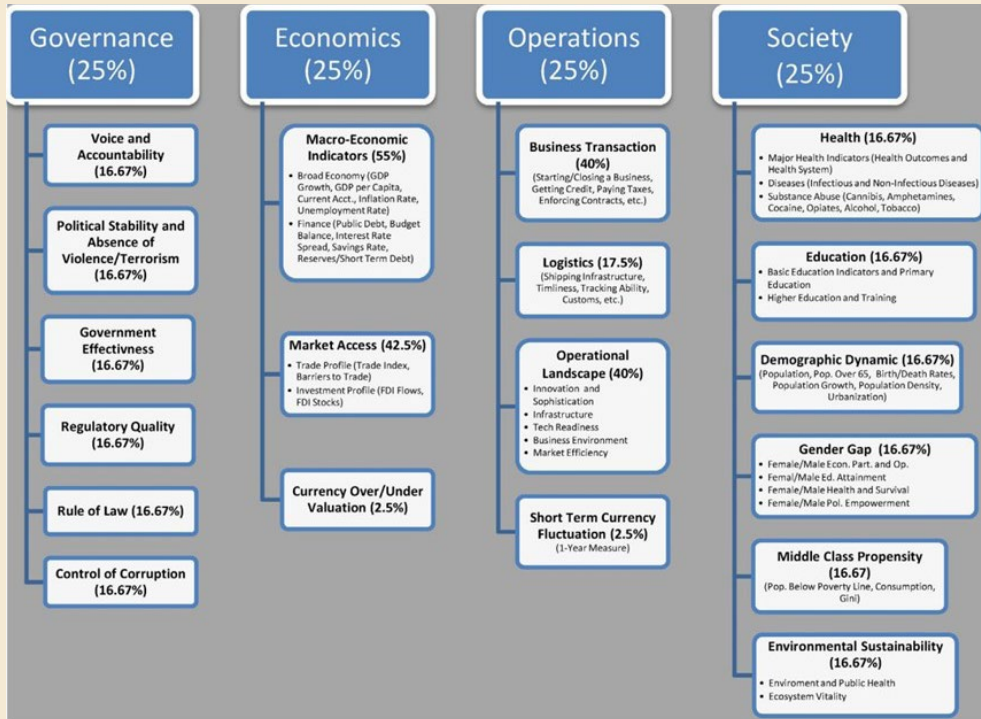 Governance
(25%)
Voice and
Accountability
(16.67%)
Political Stability and
Absence of
Violence/Terrorism
(16.67%)
Government
Effectivness
(16.67%)
Regulatory Quality
(16.67%)
Rule of Law (16.67%)
Control of Corruption
(16.67%)
Economics
(25%)
Macro-Economic
Indicators (55%)
• Broad Economy (GDP
Growth, GDP per Capita,
Current Acct., Inflation Rate,
Unemployment Rate)
• Finance (Public Debt, Budget
Balance, Interest Rate
Spread, Savings Rate,
Reserves/Short Term Debt)
Market Access (42.5%)
• Trade Profile (Trade Index,
Barriers to Trade)
• Investment Profile (FDI Flows,
FDI Stocks)
Currency Over/Under
Valuation (2.5%)
Operations
(25%)
Business Transaction
(40%)
(Starting/Closing a Business,
Getting Credit, Paying Taxes,
Enforcing Contracts, etc.)
Logistics (17.5%)
(Shipping Infrastructure,
Timliness, Tracking Ability,
Customs, etc.)
Operational
Landscape (40%)
• Innovation and
Sophistication
• Infrastructure
• Tech Readiness
• Business Environment
• Market Efficiency
Short Term Currency
Fluctuation (2.5%)
(1-Year Measure)
Society
(25%)
Health (16.67%)
• Major Health Indicators (Health Outcomes and
Health System)
• Diseases (Infectious and Non-Infectious Diseases)
• Substance Abuse (Cannibis, Amphetamines,
Cocaine, Opiates, Alcohol, Tobacco)
Education (16.67%)
• Basic Education Indicators and Primary
Education
• Higher Education and Training
Demographic Dynamic (16.67%)
(Population, Pop. Over 65, Birth/Death Rates,
Population Growth, Population Density,
Urbanization)
Gender Gap (16.67%)
• Female/Male Econ. Part. and Op.
• Femal/Male Ed. Attainment
• Female/Male Health and Survival
• Female/Male Pol. Empowerment
Middle Class Propensity
(16.67)
(Pop. Below Poverty Line, Consumption,
Gini)
Environmental Sustainability
(16.67%)
• Enviroment and Public Health
• Ecosystem Vitality